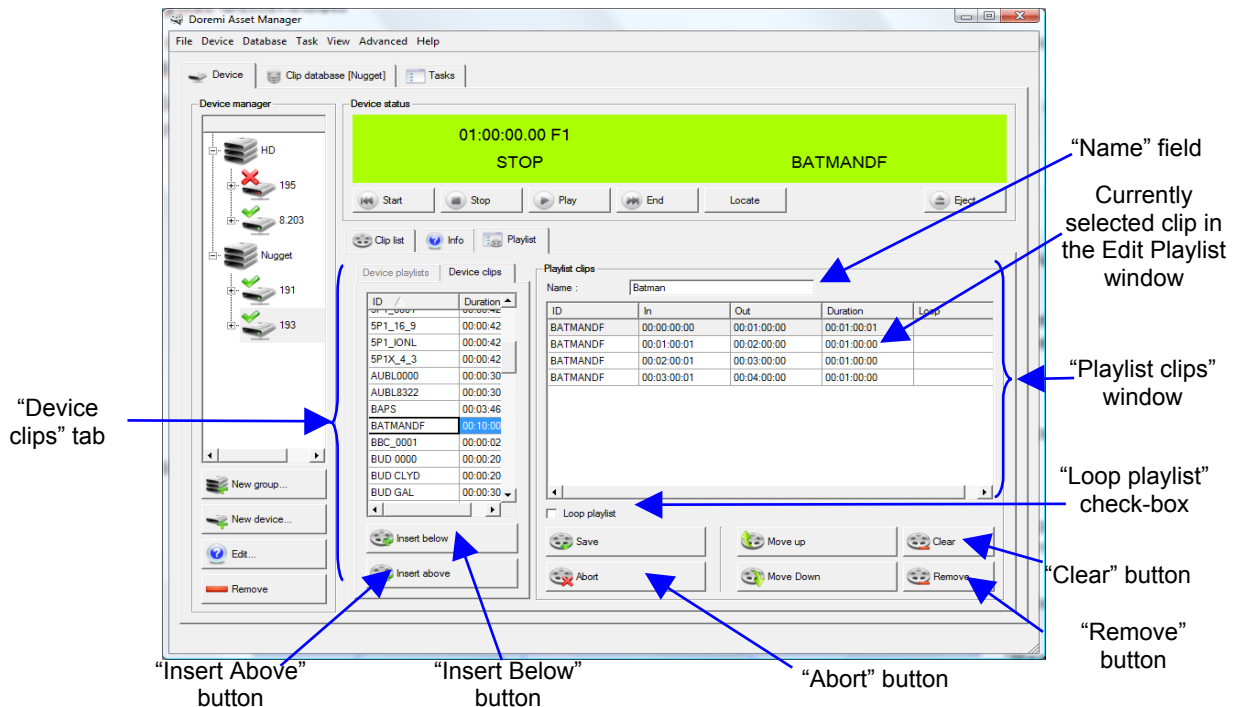 Doremi Asset Manager
File Device Database Task View Advanced Help
Device
Clip database [Nugget]
Tasks
Device manager
HD
195
8.203
Nugget
191
193
New group...
New device...
Edit...
Remove
Device status
01:00:00.00 F1
STOP
BATMANDF
Start
Stop
Play
End
Locate
Eject
Clip list
Info
Playlist
Device playlists
Device clips
ID Duration
5P1_16_9 00:00:42
5P1_IONL 00:00:42
5P1X_4_3 00:00:42
AUBL0000 00:00:30
AUBL8322 00:00:30
BAPS 00:03:46
BATMANDF 00:10:00
BBC_0001 00:00:02
BUD 0000 00:00:20
BUD CLYD 00:00:20
BUD GAL 00:00:30
Insert below
Insert above
Playlist clips
Name : Batman
ID In Out Duration Loop
BATMANDF 00:00:00:00 00:01:00:00 00:01:00:01
BATMANDF 00:01:00:01 00:02:00:00 00:01:00:00
BATMANDF 00:02:00:01 00:03:00:00 00:01:00:00
BATMANDF 00:03:00:01 00:04:00:00 00:01:00:00
Loop playlist
Save
Move up
Clear
Abort
Move Down
Remove
“Name” field
Currently
selected clip in
the Edit Playlist
window
“Playlist clips”
window
“Loop playlist”
check-box
“Clear” button
“Remove”
button
“Device
clips” tab
“Insert Above”
button
“Insert Below”
button
“Abort” button